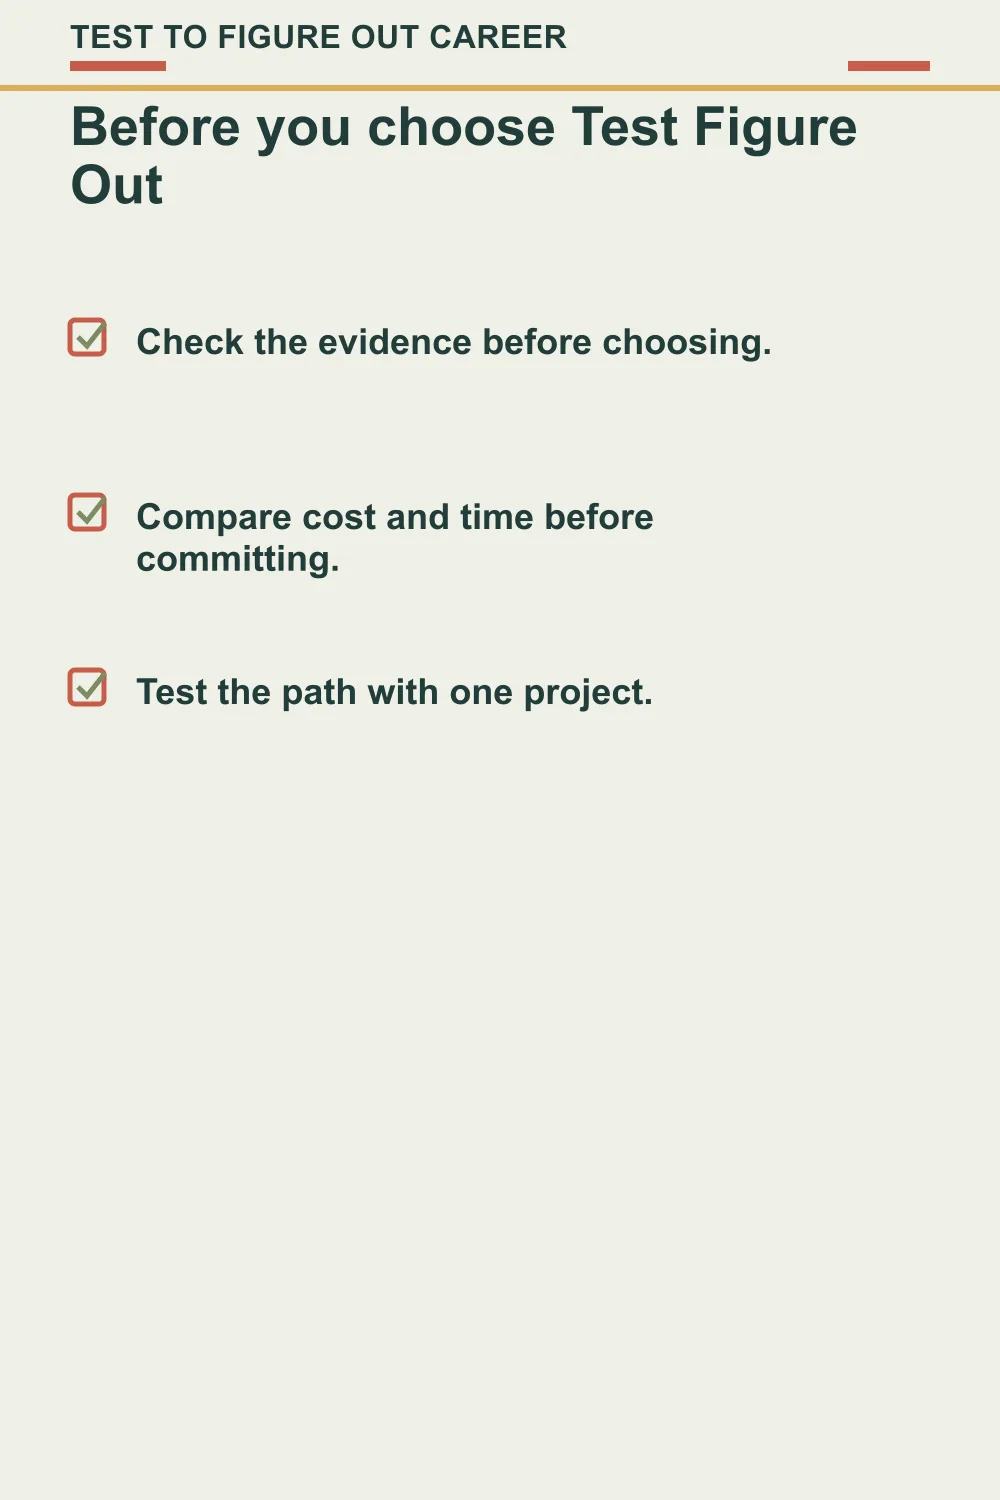 TEST TO FIGURE OUT CAREER
Before you choose Test Figure
Out
Check the evidence before choosing.
Compare cost and time before
committing.
Test the path with one project.